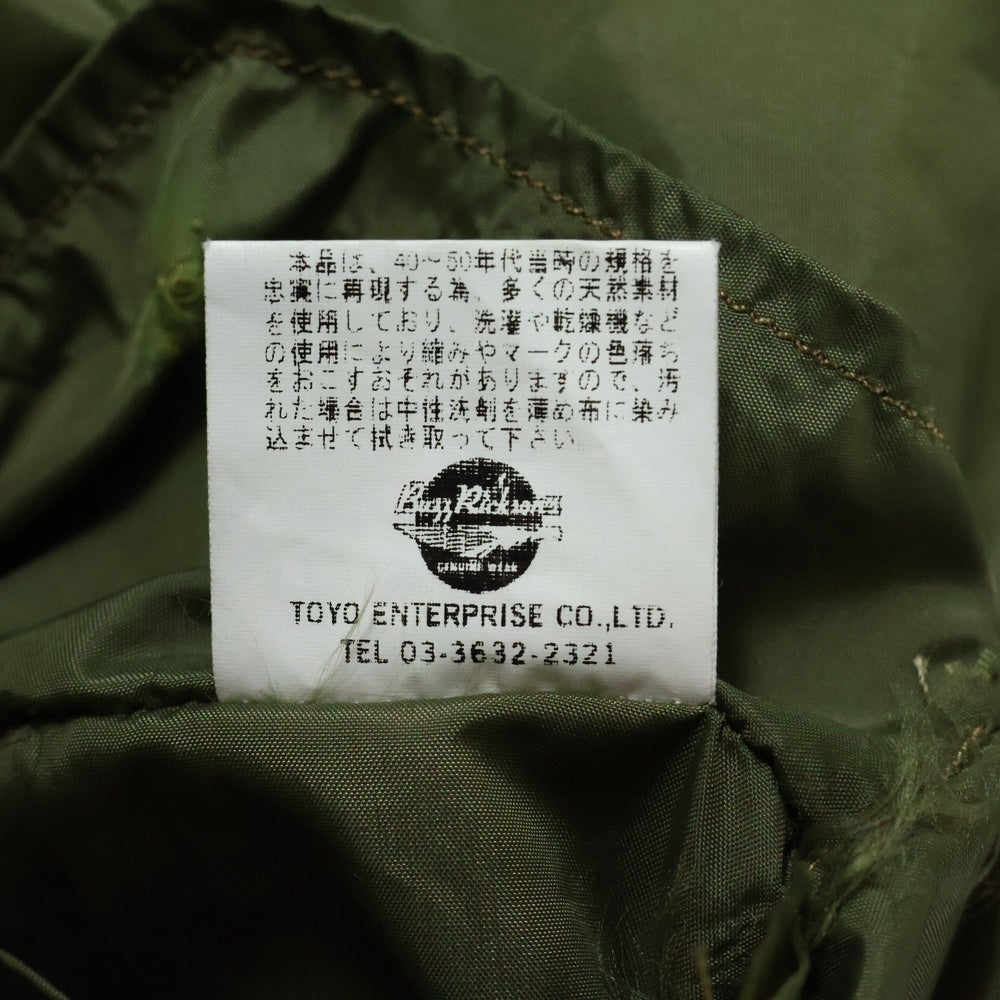 本品は、40〜50年代当時の規格を
忠実に再現する為、多くの天然素材
を使用しており、洗濯や乾燥機など
の使用により縮みやマークの色落ち
をおこすおそれがありますので、汚
れた場合は中性洗剤を薄め布に染み
込ませて拭き取って下さい。
Buzz Rickson's
GENUINE WEAR
TOYO ENTERPRISE CO.,LTD.
TEL 03-3632-2321